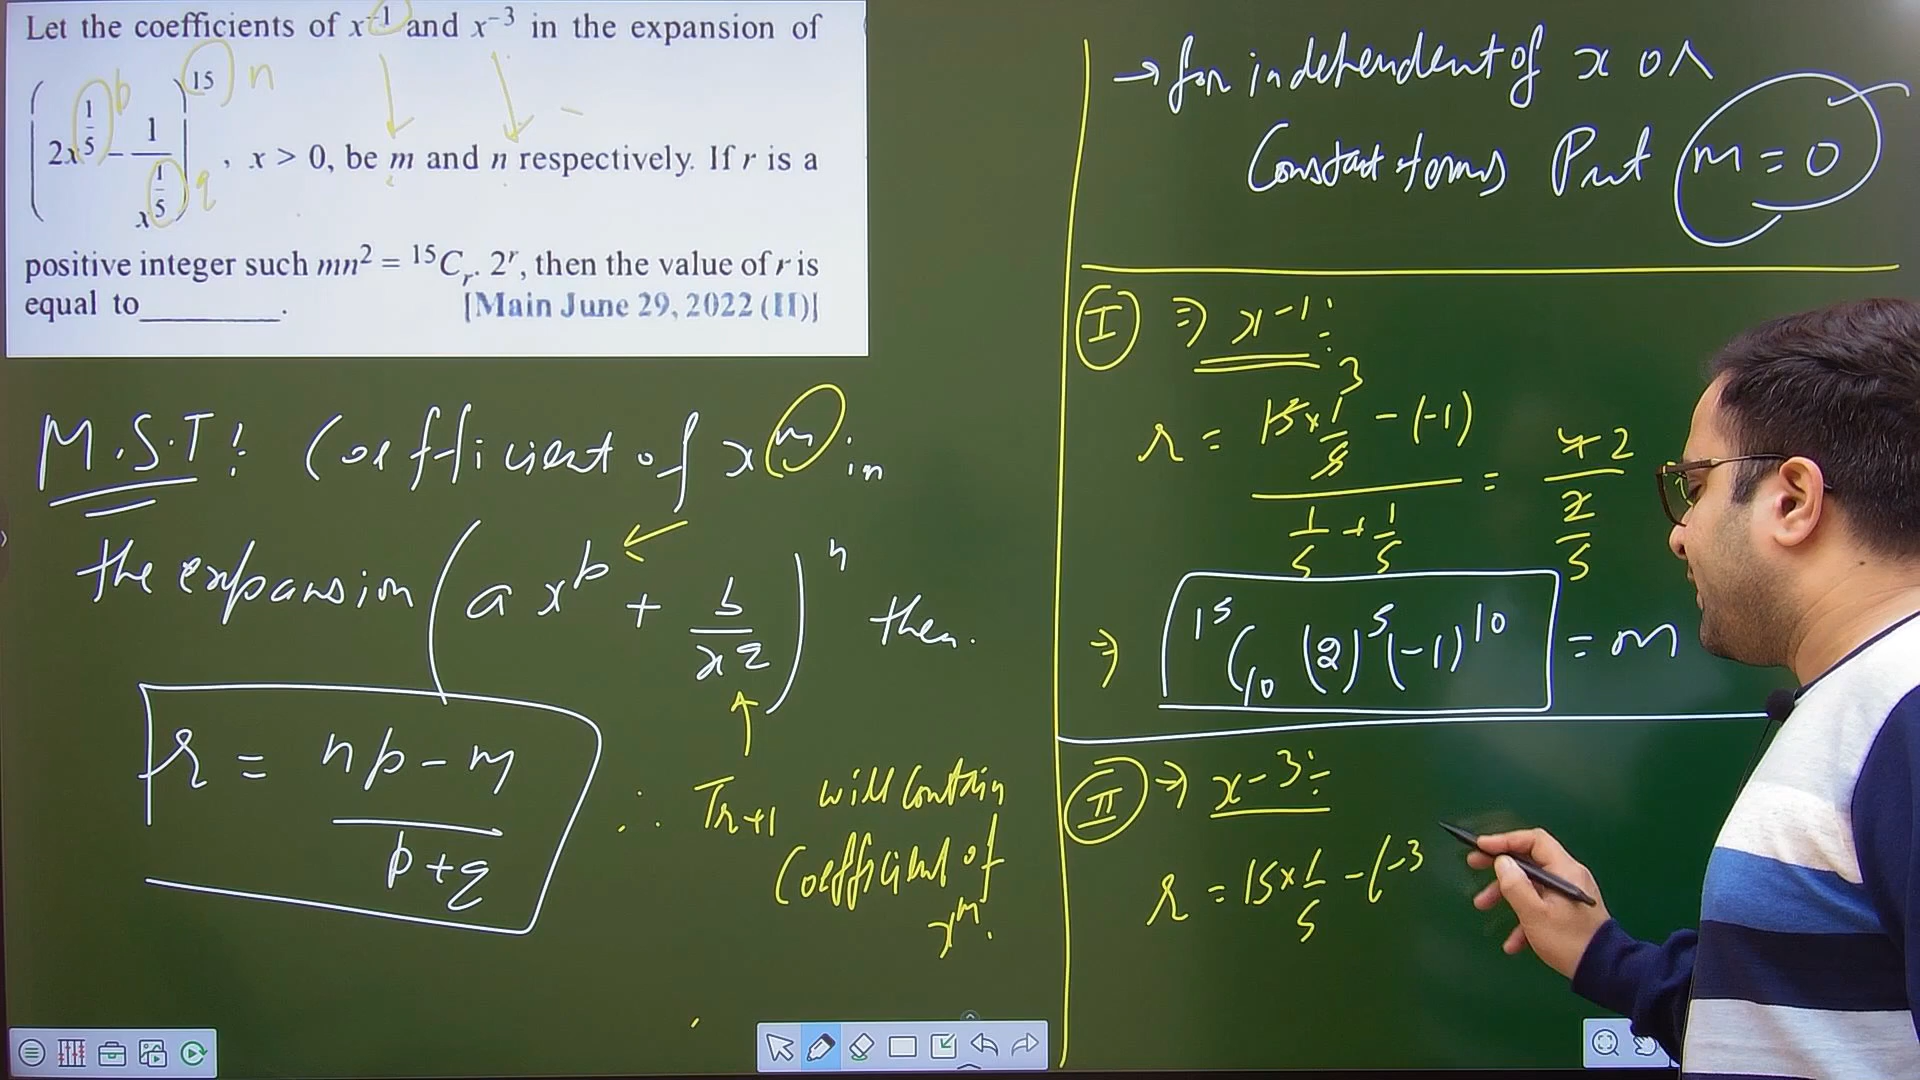 Let the coefficients of x⁻¹ and x⁻³ in the expansion of
(2x^(1/5) − 1/x^(1/5))^15, x > 0, be m and n respectively. If r is a
p q n
positive integer such mn² = ¹⁵Cᵣ. 2ʳ, then the value of r is
equal to________. [Main June 29, 2022 (II)]
M.S.T: Coefficient of x^m in
the expansion (ax^p + b/x^q)^n then.
r = (np − m)/(p + q)
∴ T_{r+1} will contain
coefficient of
x^m.
→ for independent of x or
Constant terms Put m = 0
I ⇒ x⁻¹:
r = (15×1/5 − (−1))/(1/5 + 1/5) = 4/(2/5)
3 2
⇒ ¹⁵C₁₀ (2)⁵(−1)¹⁰ = m
II ⇒ x⁻³:
r = 15×1/5 − (−3